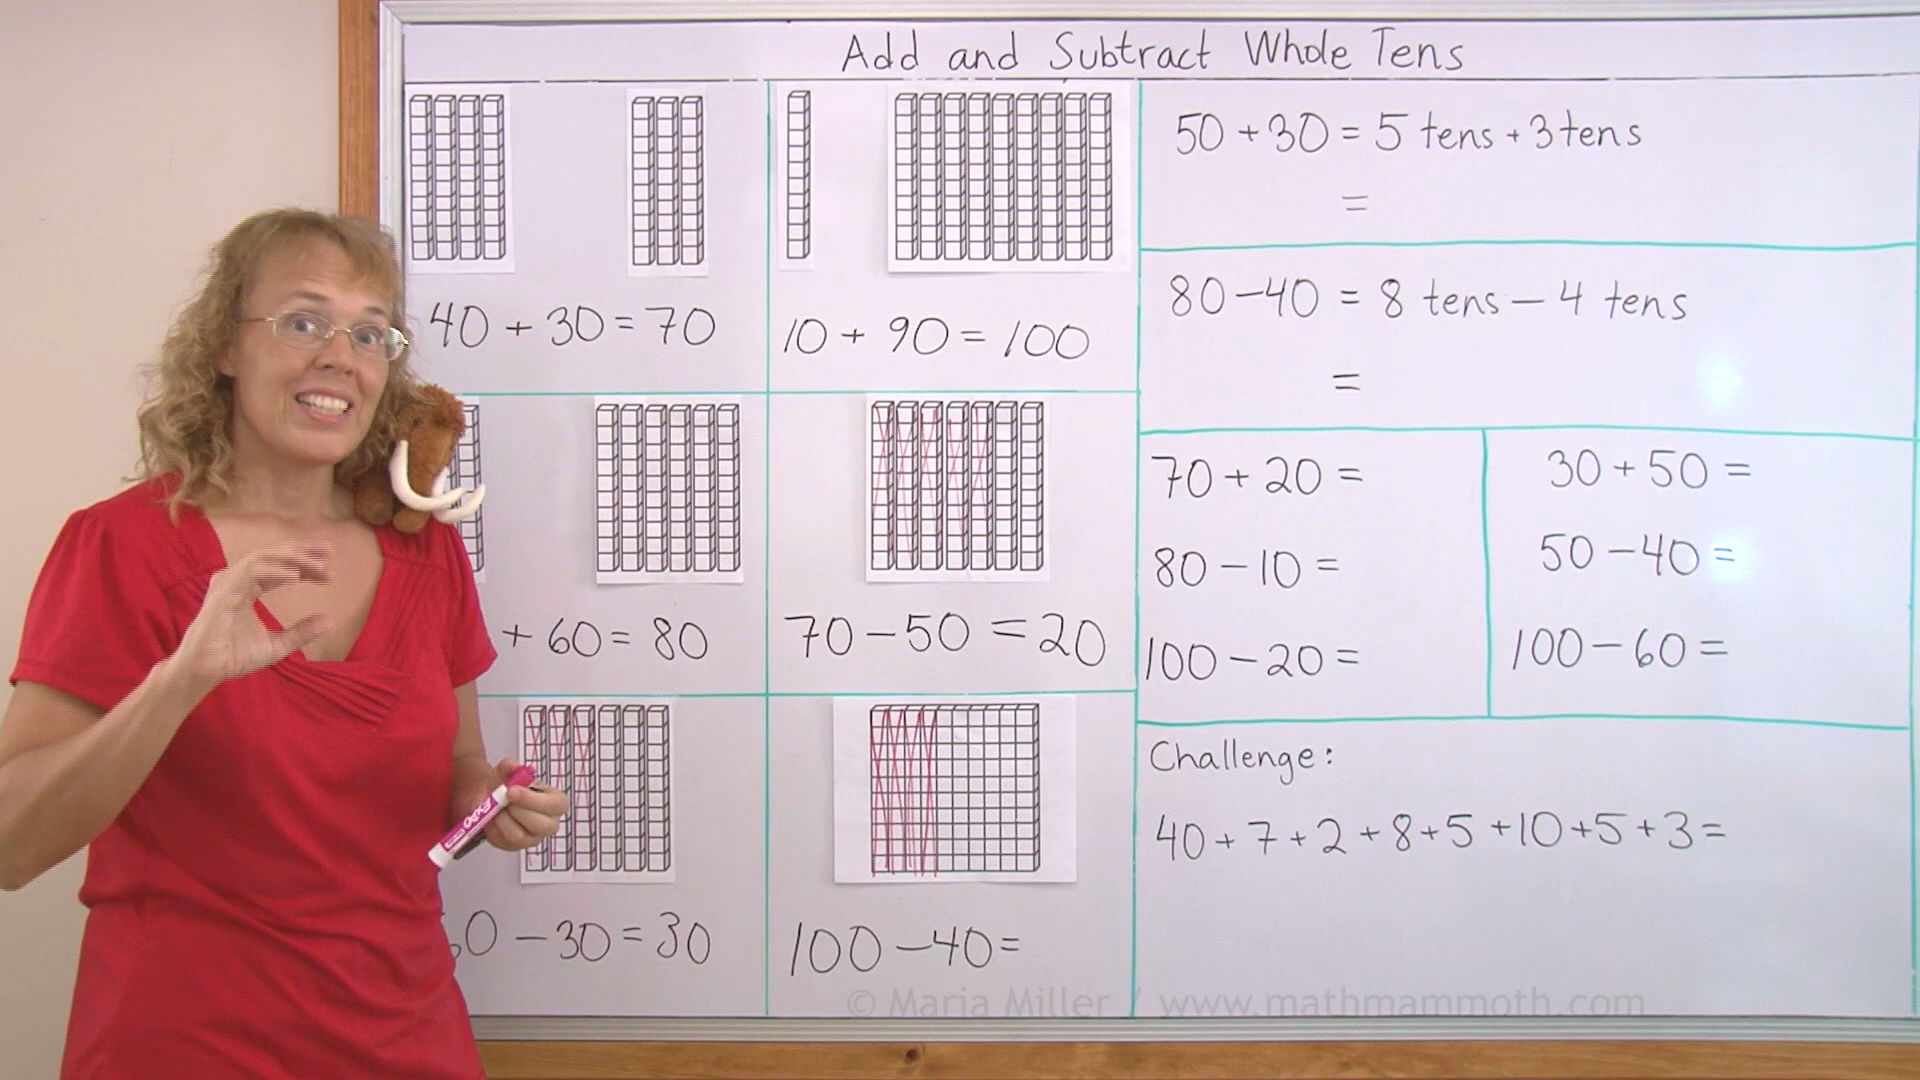 Add and Subtract Whole Tens
40 + 30 = 70
10 + 90 = 100
+ 60 = 80
70 - 50 = 20
0 - 30 = 30
100 - 40 =
50 + 30 = 5 tens + 3 tens
=
80 - 40 = 8 tens - 4 tens
=
70 + 20 =
80 - 10 =
100 - 20 =
30 + 50 =
50 - 40 =
100 - 60 =
Challenge:
40 + 7 + 2 + 8 + 5 + 10 + 5 + 3 =
© Maria Miller / www.mathmammoth.com
EXPO